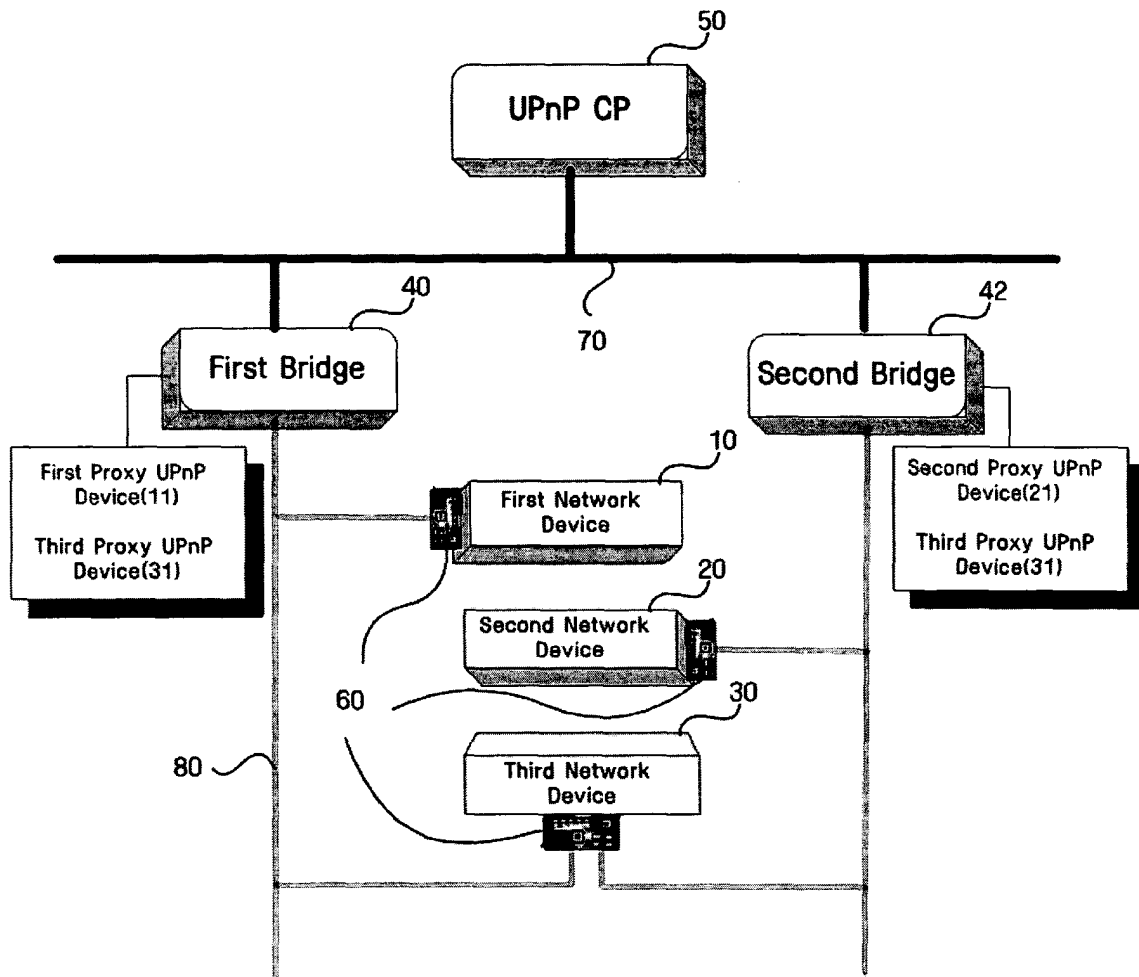 50
UPnP CP
40
70
42
First Bridge
Second Bridge
First Proxy UPnP
Device(11)
Third Proxy UPnP
Device(31)
10
First Network
Device
Second Proxy UPnP
Device(21)
Third Proxy UPnP
Device(31)
20
Second Network
Device
60
30
80
Third Network
Device